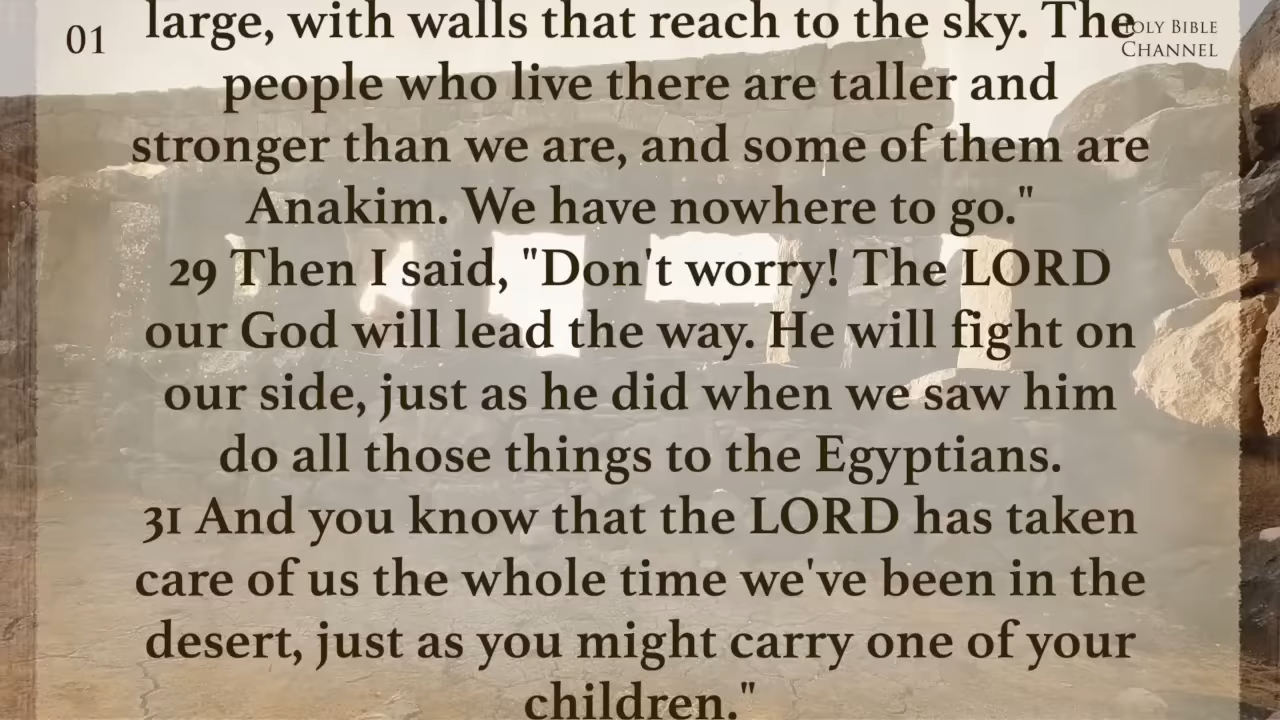 01
HOLY BIBLE
CHANNEL
large, with walls that reach to the sky. The
people who live there are taller and
stronger than we are, and some of them are
Anakim. We have nowhere to go."
29 Then I said, "Don't worry! The LORD
our God will lead the way. He will fight on
our side, just as he did when we saw him
do all those things to the Egyptians.
31 And you know that the LORD has taken
care of us the whole time we've been in the
desert, just as you might carry one of your
children."